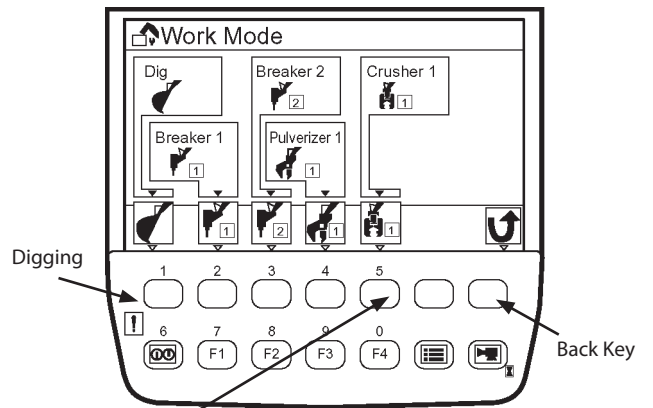 Work Mode
Dig
Breaker 2
Crusher 1
2
1
Breaker 1
Pulverizer 1
1
1
1
2
1
1
Digging
1
2
3
4
5
Back Key
!
6
7
8
9
0
F1
F2
F3
F4